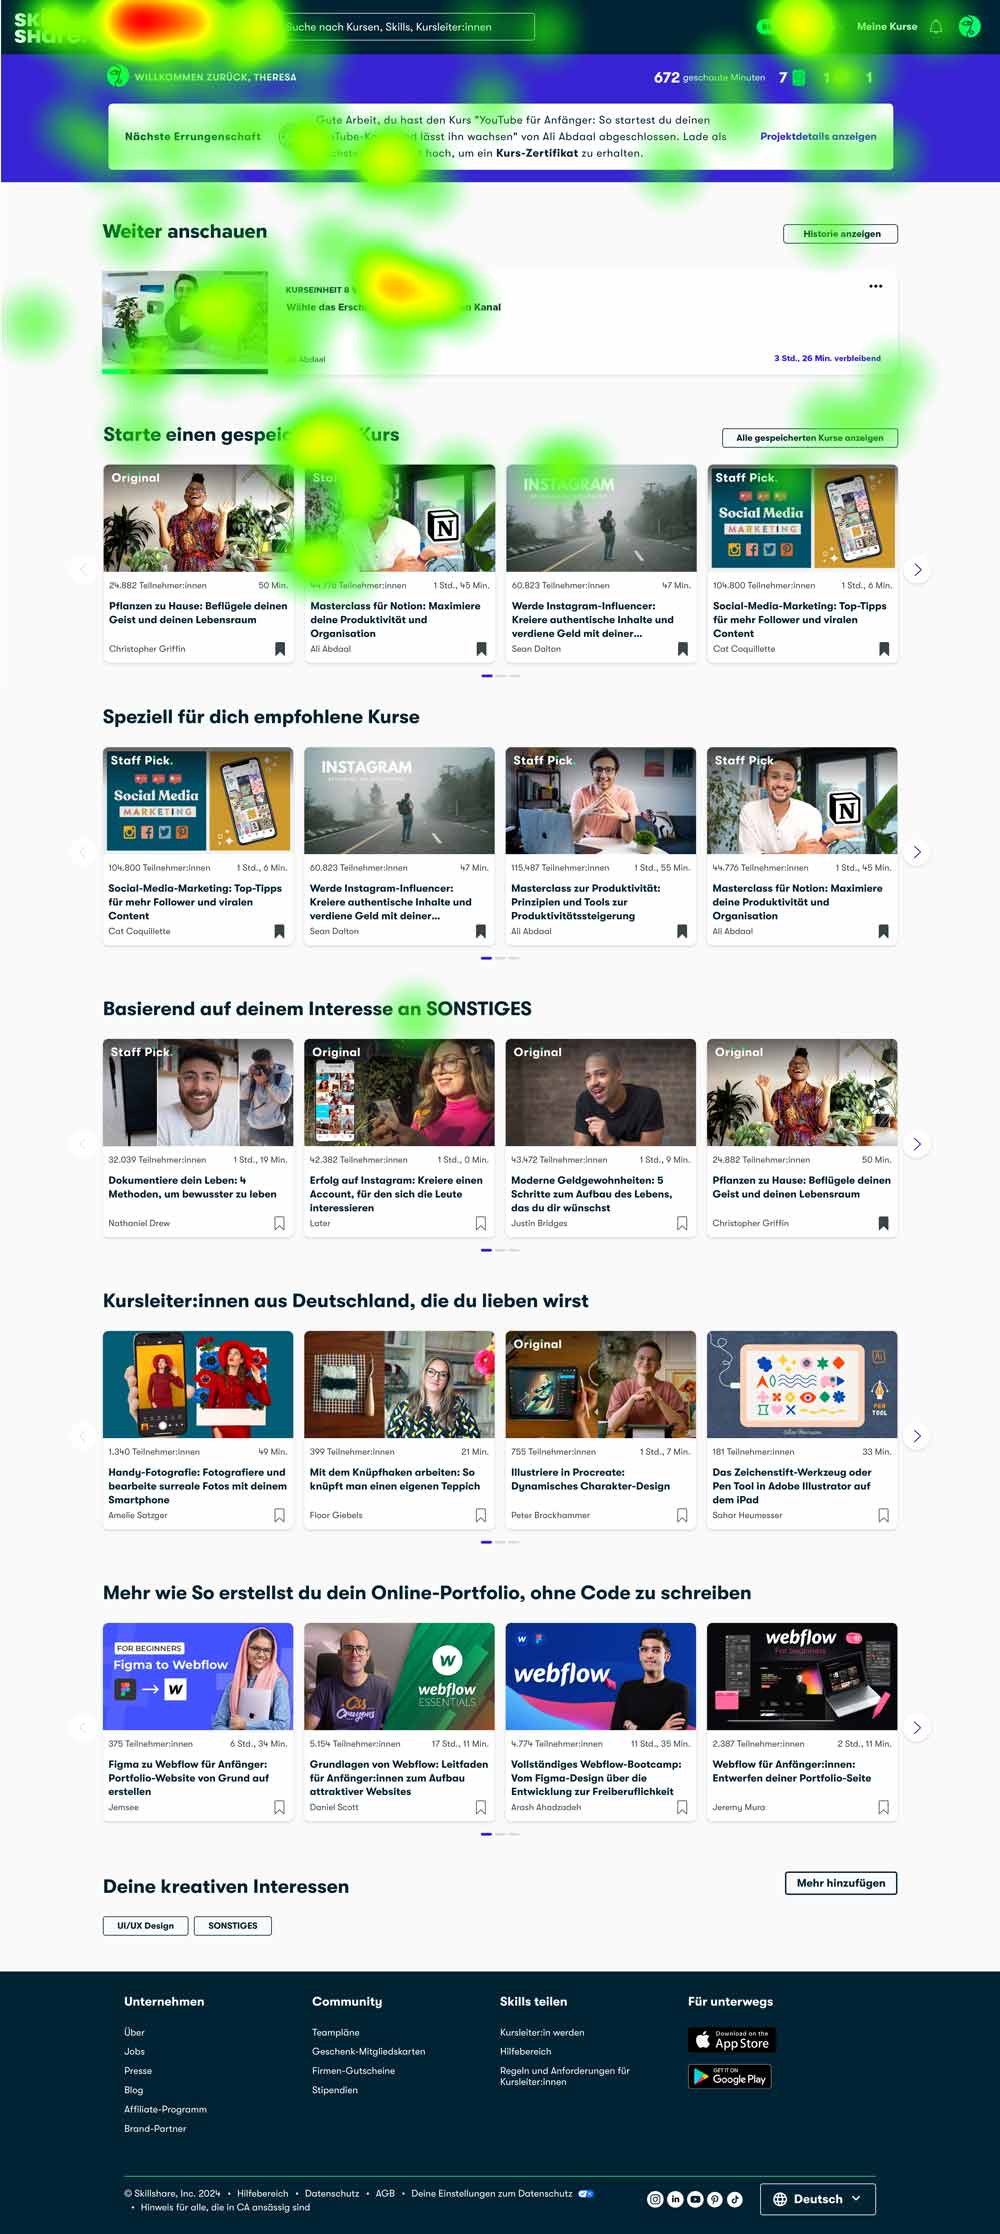 Suche nach Kursen, Skills, Kursleiter:innen
Meine Kurse
WILLKOMMEN ZURÜCK, THERESA
672 geschaute Minuten 7 1 1
Nächste Errungenschaft
Gute Arbeit, du hast den Kurs "YouTube für Anfänger: So startest du deinen
lässt ihn wachsen" von Ali Abdaal abgeschlossen. Lade als
hoch, um ein Kurs-Zertifikat zu erhalten.
Projektdetails anzeigen
Weiter anschauen
Historie anzeigen
KURSEINHEIT 8
Wähle das Kanal
Abdaal
3 Std., 26 Min. verbleibend
Starte einen Kurs
Alle gespeicherten Kurse anzeigen
Original
INSTAGRAM
Staff Pick.
Social Media
MARKETING
24.882 Teilnehmer:innen 50 Min.
Pflanzen zu Hause: Beflügele deinen
Geist und deinen Lebensraum
Christopher Griffin
44.776 Teilnehmer:innen 1 Std., 45 Min.
Masterclass für Notion: Maximiere
deine Produktivität und
Organisation
Ali Abdaal
60.823 Teilnehmer:innen 47 Min.
Werde Instagram-Influencer:
Kreiere authentische Inhalte und
verdiene Geld mit deiner...
Sean Dalton
104.800 Teilnehmer:innen 1 Std., 6 Min.
Social-Media-Marketing: Top-Tipps
für mehr Follower und viralen
Content
Cat Coquillette
Speziell für dich empfohlene Kurse
Staff Pick.
Social Media
MARKETING
INSTAGRAM
Staff Pick.
Staff Pick.
104.800 Teilnehmer:innen 1 Std., 6 Min.
Social-Media-Marketing: Top-Tipps
für mehr Follower und viralen
Content
Cat Coquillette
60.823 Teilnehmer:innen 47 Min.
Werde Instagram-Influencer:
Kreiere authentische Inhalte und
verdiene Geld mit deiner...
Sean Dalton
115,487 Teilnehmer:innen 1 Std., 55 Min.
Masterclass zur Produktivität:
Prinzipien und Tools zur
Produktivitätssteigerung
Ali Abdaal
44.776 Teilnehmer:innen 1 Std., 45 Min.
Masterclass für Notion: Maximiere
deine Produktivität und
Organisation
Ali Abdaal
Basierend auf deinem Interesse an SONSTIGES
Staff Pick.
Original
Original
Original
32.039 Teilnehmer:innen 1 Std., 19 Min.
Dokumentiere dein Leben: 4
Methoden, um bewusster zu leben
Nathaniel Drew
42.382 Teilnehmer:innen 1 Std., 0 Min.
Erfolg auf Instagram: Kreiere einen
Account, für den sich die Leute
interessieren
Later
43.472 Teilnehmer:innen 1 Std., 9 Min.
Moderne Geldgewohnheiten: 5
Schritte zum Aufbau des Lebens,
das du dir wünschst
Justin Bridges
24.882 Teilnehmer:innen 50 Min.
Pflanzen zu Hause: Beflügele deinen
Geist und deinen Lebensraum
Christopher Griffin
Kursleiter:innen aus Deutschland, die du lieben wirst
Original
Ai
PEN
TOOL
1.340 Teilnehmer:innen 49 Min.
Handy-Fotografie: Fotografiere und
bearbeite surreale Fotos mit deinem
Smartphone
Amelie Satzger
399 Teilnehmer:innen 21 Min.
Mit dem Knüpfhaken arbeiten: So
knüpft man einen eigenen Teppich
Floor Giebels
755 Teilnehmer:innen 1 Std., 7 Min.
Illustriere in Procreate:
Dynamisches Charakter-Design
Peter Brockhammer
181 Teilnehmer:innen 33 Min.
Das Zeichenstift-Werkzeug oder
Pen Tool in Adobe Illustrator auf
dem iPad
Sahar Heumesser
Mehr wie So erstellst du dein Online-Portfolio, ohne Code zu schreiben
FOR BEGINNERS
Figma to Webflow
webflow
ESSENTIALS
webflow
webflow
For beginners
375 Teilnehmer:innen 6 Std., 34 Min.
Figma zu Webflow für Anfänger:
Portfolio-Website von Grund auf
erstellen
Jemsee
5.154 Teilnehmer:innen 17 Std., 11 Min.
Grundlagen von Webflow: Leitfaden
für Anfänger:innen zum Aufbau
attraktiver Websites
Daniel Scott
4.774 Teilnehmer:innen 11 Std., 35 Min.
Vollständiges Webflow-Bootcamp:
Vom Figma-Design über die
Entwicklung zur Freiberuflichkeit
Arash Ahadzadeh
2.387 Teilnehmer:innen 2 Std., 11 Min.
Webflow für Anfänger:innen:
Entwerfen deiner Portfolio-Seite
Jeremy Mura
Deine kreativen Interessen
Mehr hinzufügen
UI/UX Design
SONSTIGES
Unternehmen
Über
Jobs
Presse
Blog
Affiliate-Programm
Brand-Partner
Community
Teampläne
Geschenk-Mitgliedskarten
Firmen-Gutscheine
Stipendien
Skills teilen
Kursleiter:in werden
Hilfebereich
Regeln und Anforderungen für
Kursleiter:innen
Für unterwegs
Download on the
App Store
GET IT ON
Google Play
© Skillshare, Inc. 2024 • Hilfebereich • Datenschutz • AGB • Deine Einstellungen zum Datenschutz
• Hinweis für alle, die in CA ansässig sind
Deutsch